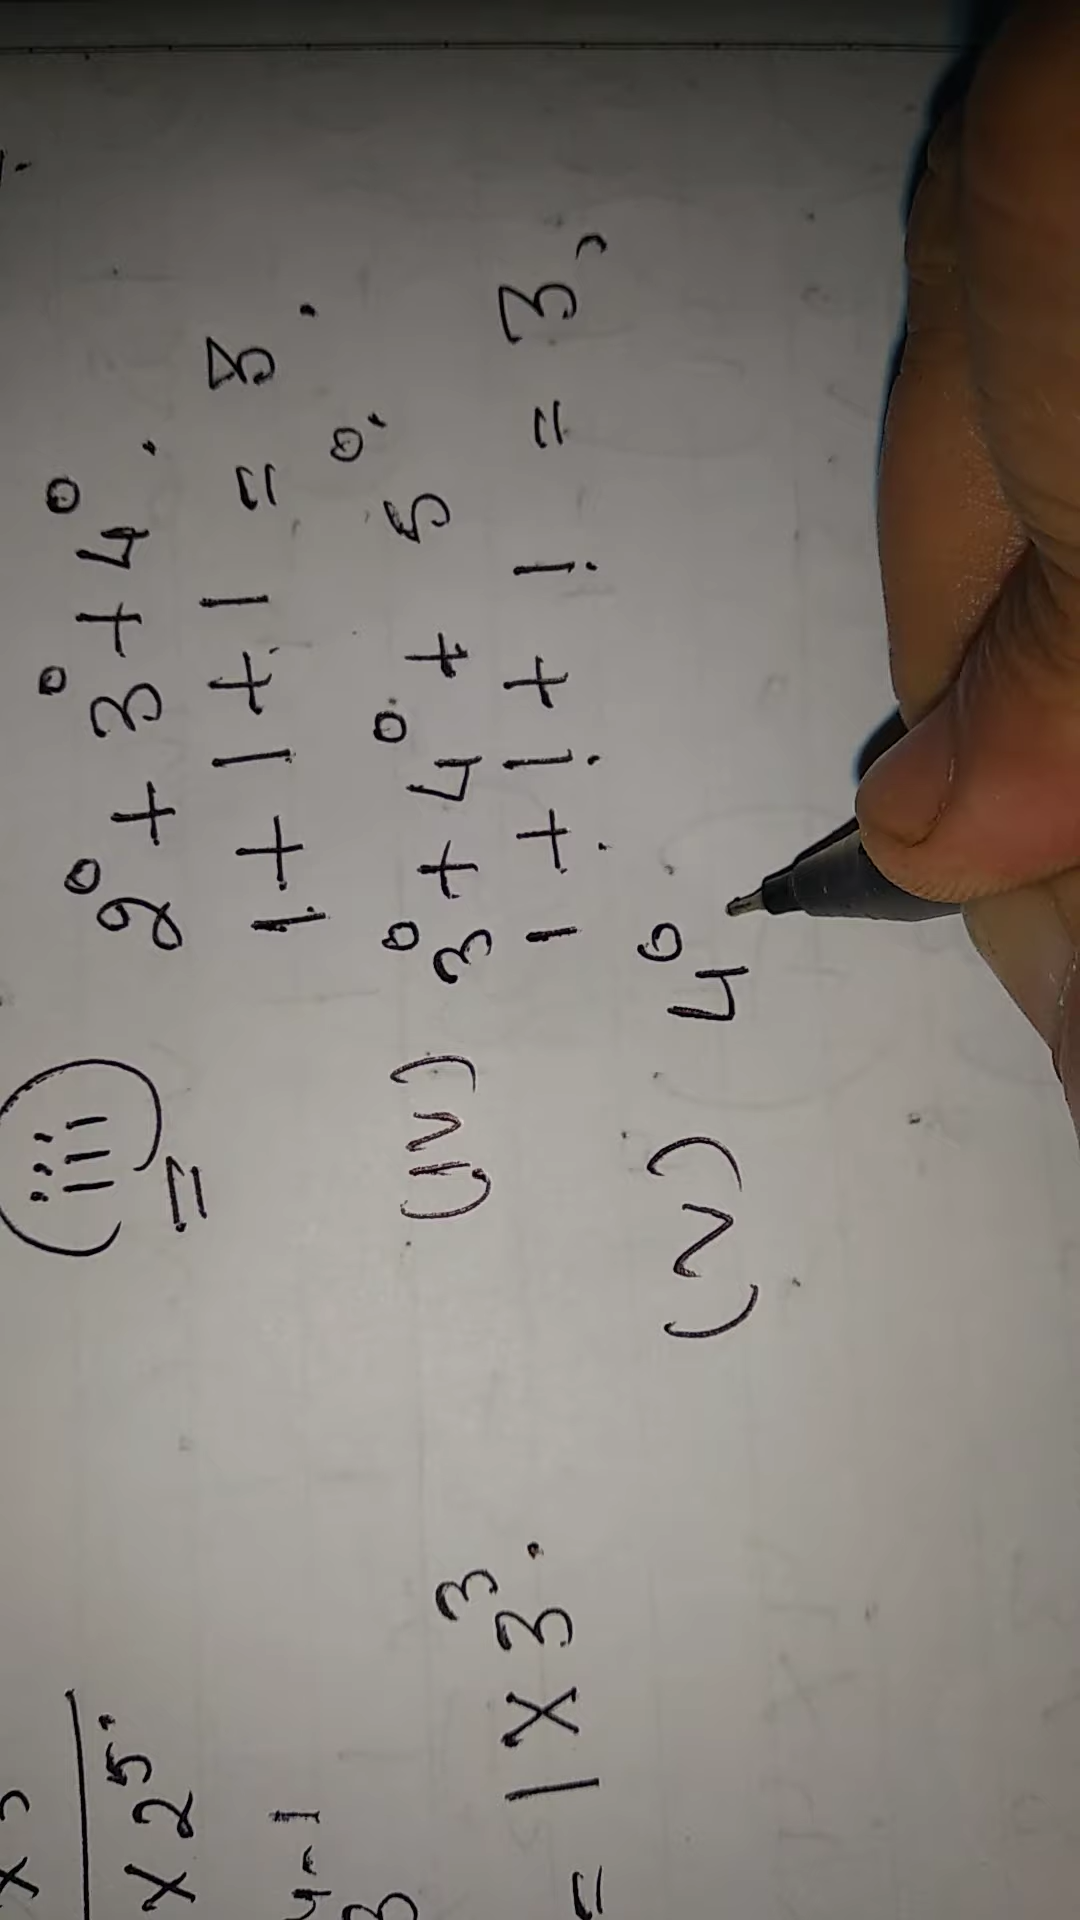 (iii) 2⁰ + 3⁰ + 4⁰.
= 1 + 1 + 1 = 3.
(iv) 3⁰ + 4⁰ + 5⁰.
1 + 1 + 1 = 3,
(v) 4⁰
× 2⁵.
= 1 × 3³.